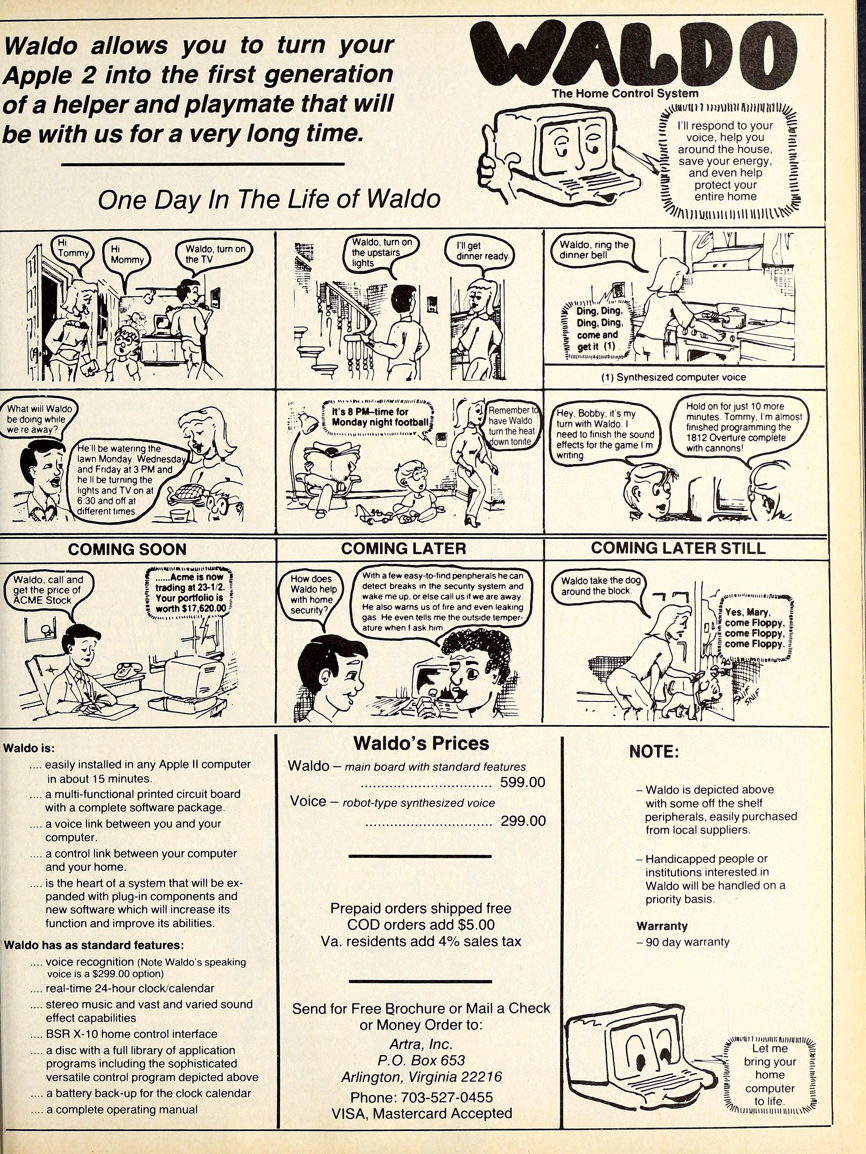 Waldo allows you to turn your
Apple 2 into the first generation
of a helper and playmate that will
be with us for a very long time.
WALDO
The Home Control System
I'll respond to your
voice, help you
around the house,
save your energy,
and even help
protect your
entire home
One Day In The Life of Waldo
Hi
Tommy
Hi
Mommy
Waldo, turn on
the TV
Waldo, turn on
the upstairs
lights
I'll get
dinner ready
Waldo, ring the
dinner bell
Ding, Ding,
Ding, Ding,
come and
get it (1)
(1) Synthesized computer voice
What will Waldo
be doing while
we re away?
He'll be watering the
lawn Monday. Wednesday
and Friday at 3 PM and
he'll be turning the
lights and TV on at
6:30 and off at
different times.
It's 8 PM–time for
Monday night football
Remember to
have Waldo
turn the heat
down tonite
Hey, Bobby, it's my
turn with Waldo. I
need to finish the sound
effects for the game I'm
writing.
Hold on for just 10 more
minutes. Tommy, I'm almost
finished programming the
1812 Overture complete
with cannons!
COMING SOON
COMING LATER
COMING LATER STILL
Waldo, call and
get the price of
ACME Stock
......Acme is now
trading at 23-1/2.
Your portfolio is
worth $17,620.00
How does
Waldo help
with home
security?
With a few easy-to-find peripherals he can
detect breaks in the security system and
wake me up, or else call us if we are away.
He also warns us of fire and even leaking
gas. He even tells me the outside temper-
ature when I ask him.
Waldo take the dog
around the block.
Yes, Mary,
come Floppy,
come Floppy,
come Floppy.
SNIF
SNIF
Waldo is:
.... easily installed in any Apple II computer
in about 15 minutes.
.... a multi-functional printed circuit board
with a complete software package.
.... a voice link between you and your
computer.
.... a control link between your computer
and your home.
.... is the heart of a system that will be ex-
panded with plug-in components and
new software which will increase its
function and improve its abilities.
Waldo has as standard features:
.... voice recognition (Note Waldo's speaking
voice is a $299.00 option)
.... real-time 24-hour clock/calendar
.... stereo music and vast and varied sound
effect capabilities
.... BSR X-10 home control interface
.... a disc with a full library of application
programs including the sophisticated
versatile control program depicted above
.... a battery back-up for the clock calendar
.... a complete operating manual
Waldo's Prices
Waldo – main board with standard features
................................ 599.00
Voice – robot-type synthesized voice
............................... 299.00
Prepaid orders shipped free
COD orders add $5.00
Va. residents add 4% sales tax
Send for Free Brochure or Mail a Check
or Money Order to:
Artra, Inc.
P.O. Box 653
Arlington, Virginia 22216
Phone: 703-527-0455
VISA, Mastercard Accepted
NOTE:
– Waldo is depicted above
with some off the shelf
peripherals, easily purchased
from local suppliers.
– Handicapped people or
institutions interested in
Waldo will be handled on a
priority basis.
Warranty
– 90 day warranty
Let me
bring your
home
computer
to life.